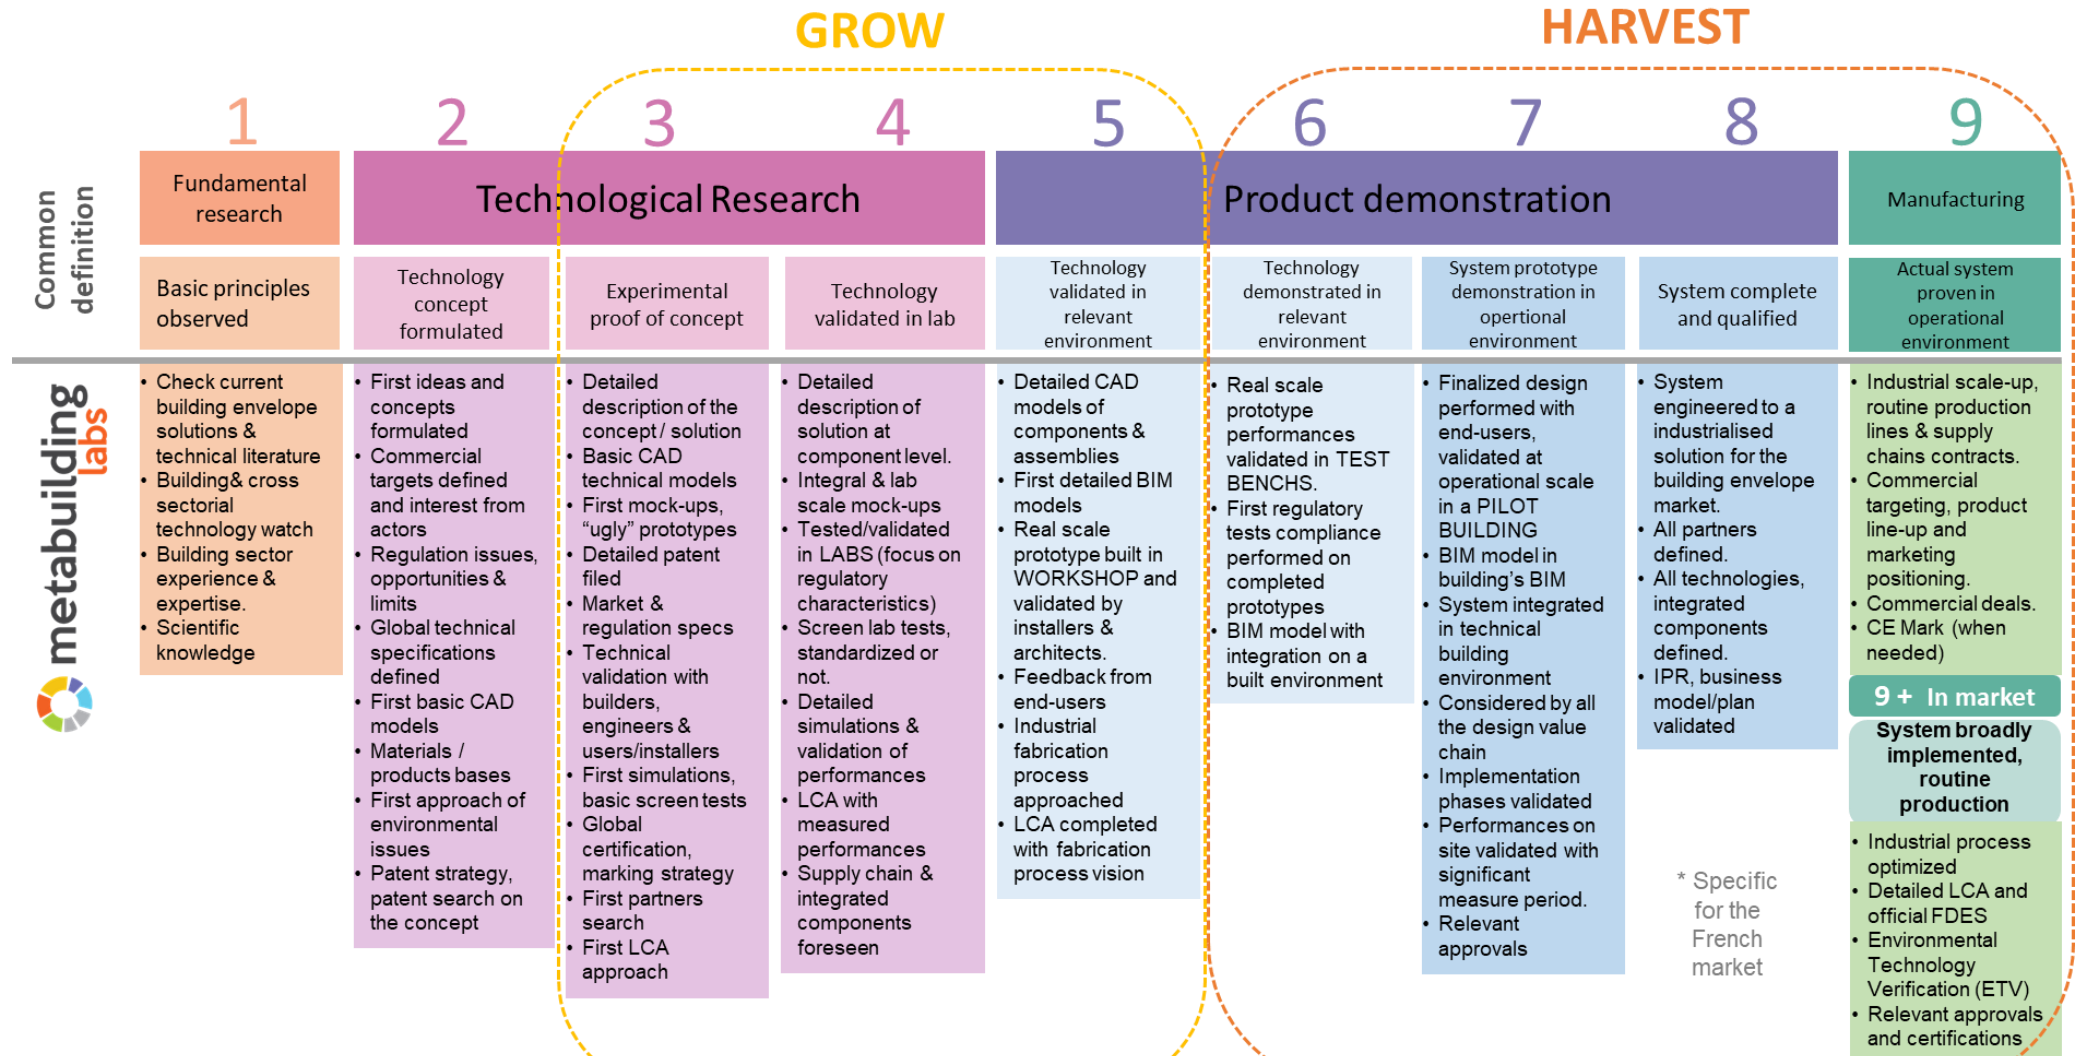 GROW
HARVEST
1
2
3
4
5
6
7
8
9
Common
definition
Fundamental
research
Technological Research
Product demonstration
Manufacturing
Basic principles
observed
Technology
concept
formulated
Experimental
proof of concept
Technology
validated in lab
Technology
validated in
relevant
environment
Technology
demonstrated in
relevant
environment
System prototype
demonstration in
opertional
environment
System complete
and qualified
Actual system
proven in
operational
environment
metabuilding
labs
• Check current
building envelope
solutions &
technical literature
• Building& cross
sectorial
technology watch
• Building sector
experience &
expertise.
• Scientific
knowledge
• First ideas and
concepts
formulated
• Commercial
targets defined
and interest from
actors
• Regulation issues,
opportunities &
limits
• Global technical
specifications
defined
• First basic CAD
models
• Materials /
products bases
• First approach of
environmental
issues
• Patent strategy,
patent search on
the concept
• Detailed
description of the
concept / solution
• Basic CAD
technical models
• First mock-ups,
“ugly” prototypes
• Detailed patent
filed
• Market &
regulation specs
• Technical
validation with
builders,
engineers &
users/installers
• First simulations,
basic screen tests
• Global
certification,
marking strategy
• First partners
search
• First LCA
approach
• Detailed
description of
solution at
component level.
• Integral & lab
scale mock-ups
• Tested/validated
in LABS (focus on
regulatory
characteristics)
• Screen lab tests,
standardized or
not.
• Detailed
simulations &
validation of
performances
• LCA with
measured
performances
• Supply chain &
integrated
components
foreseen
• Detailed CAD
models of
components &
assemblies
• First detailed BIM
models
• Real scale
prototype built in
WORKSHOP and
validated by
installers &
architects.
• Feedback from
end-users
• Industrial
fabrication
process
approached
• LCA completed
with fabrication
process vision
• Real scale
prototype
performances
validated in TEST
BENCHS.
• First regulatory
tests compliance
performed on
completed
prototypes
• BIM model with
integration on a
built environment
• Finalized design
performed with
end-users,
validated at
operational scale
in a PILOT
BUILDING
• BIM model in
building’s BIM
• System integrated
in technical
building
environment
• Considered by all
the design value
chain
• Implementation
phases validated
• Performances on
site validated with
significant
measure period.
• Relevant
approvals
• System
engineered to a
industrialised
solution for the
building envelope
market.
• All partners
defined.
• All technologies,
integrated
components
defined.
• IPR, business
model/plan
validated
* Specific
for the
French
market
• Industrial scale-up,
routine production
lines & supply
chains contracts.
• Commercial
targeting, product
line-up and
marketing
positioning.
• Commercial deals.
• CE Mark (when
needed)
9 + In market
System broadly
implemented,
routine
production
• Industrial process
optimized
• Detailed LCA and
official FDES
• Environmental
Technology
Verification (ETV)
• Relevant approvals
and certifications